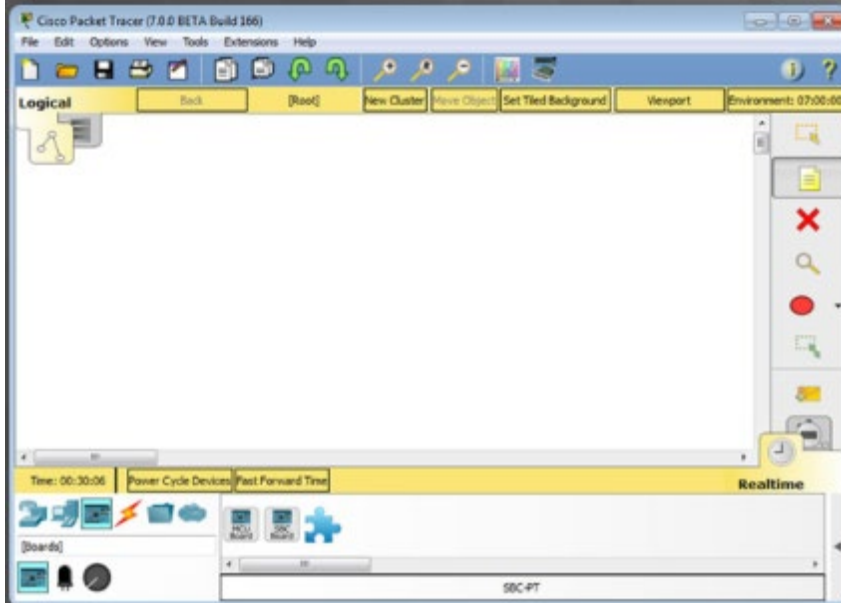 Cisco Packet Tracer (7.0.0 BETA Build 166)
File Edit Options View Tools Extensions Help
Logical Back [Root] New Cluster Move Object Set Tiled Background Viewport Environment: 07:00:00
Time: 00:30:06 Power Cycle Devices Fast Forward Time Realtime
MCU Board SBC Board
[Boards]
SBC-PT